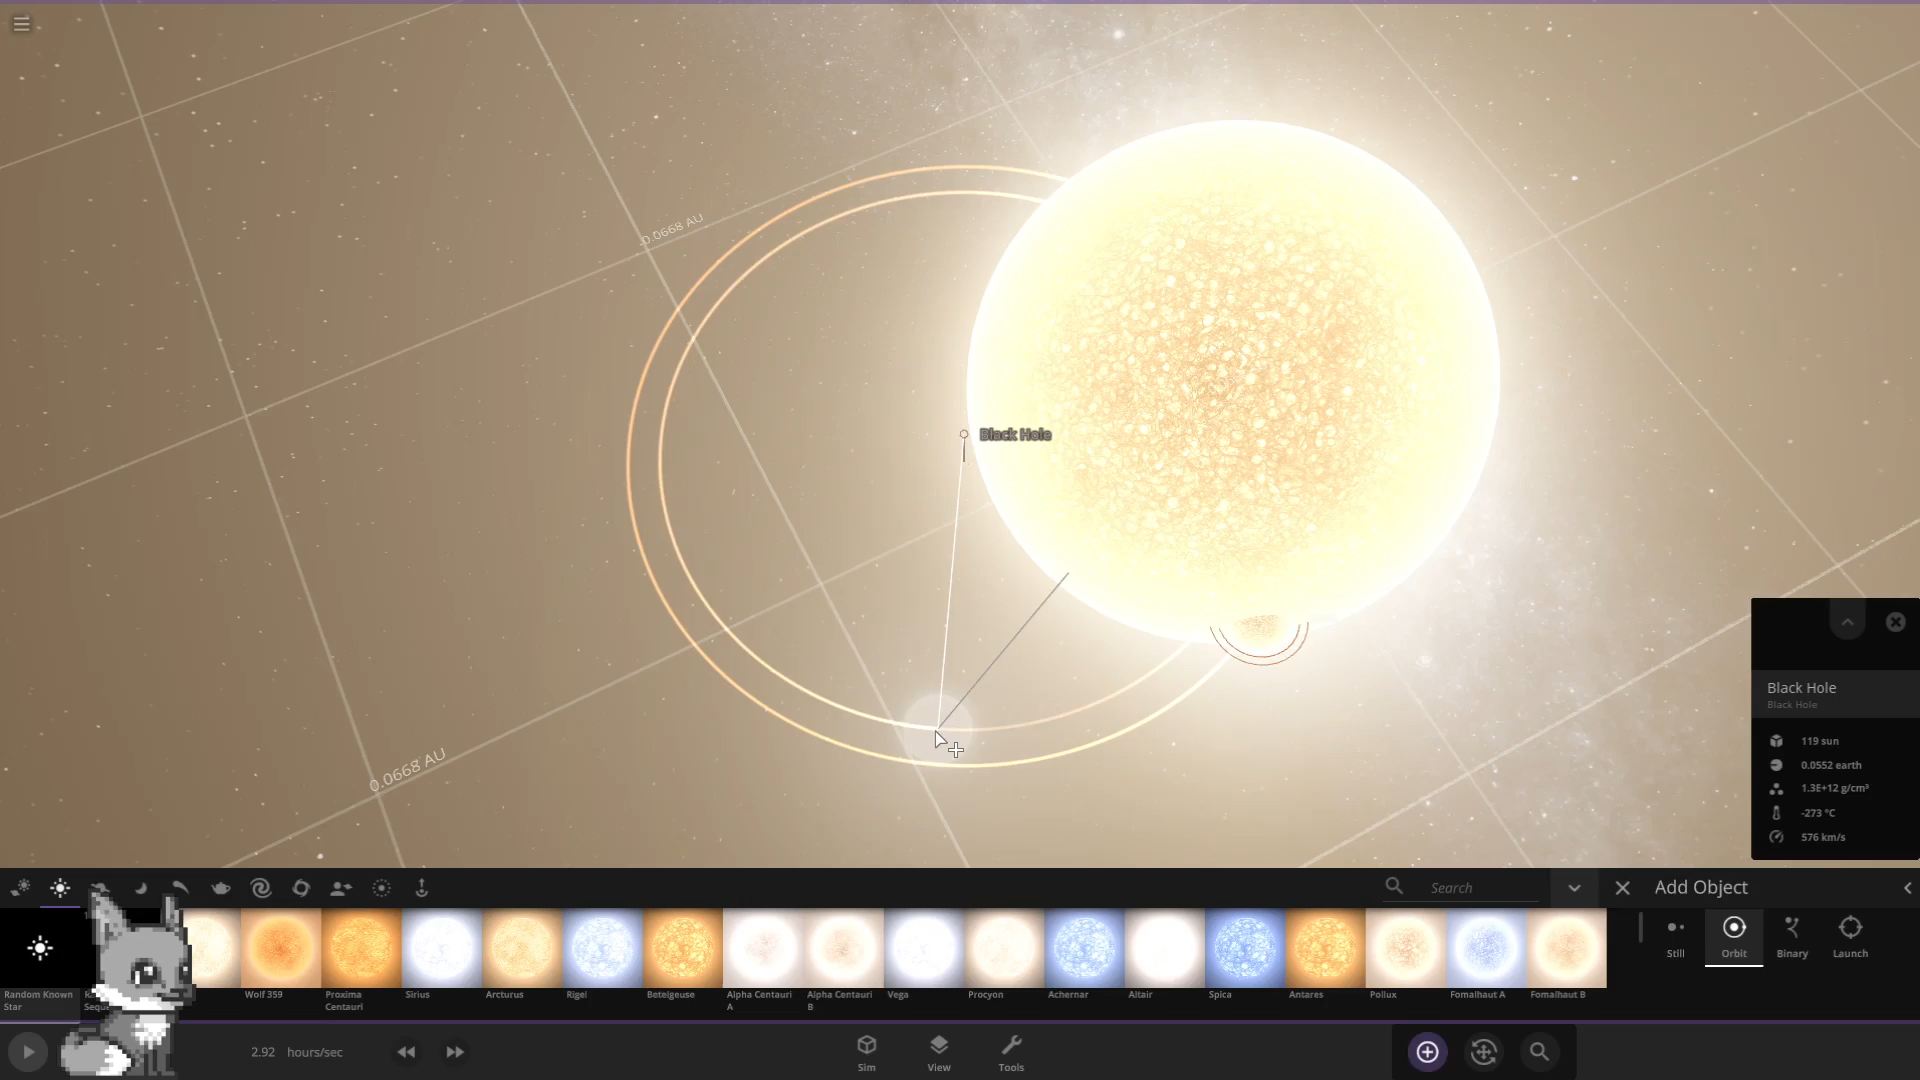 0.0668 AU
Black Hole
0.0668 AU
Black Hole
Black Hole
119 sun
0.0552 earth
1.3E+12 g/cm³
-273 °C
576 km/s
Search
Add Object
Still
Orbit
Binary
Launch
Random Known
Star
Wolf 359
Proxima
Centauri
Sirius
Arcturus
Rigel
Betelgeuse
Alpha Centauri
A
Alpha Centauri
B
Vega
Procyon
Achernar
Altair
Spica
Antares
Pollux
Fomalhaut A
Fomalhaut B
2.92 hours/sec
Sim
View
Tools